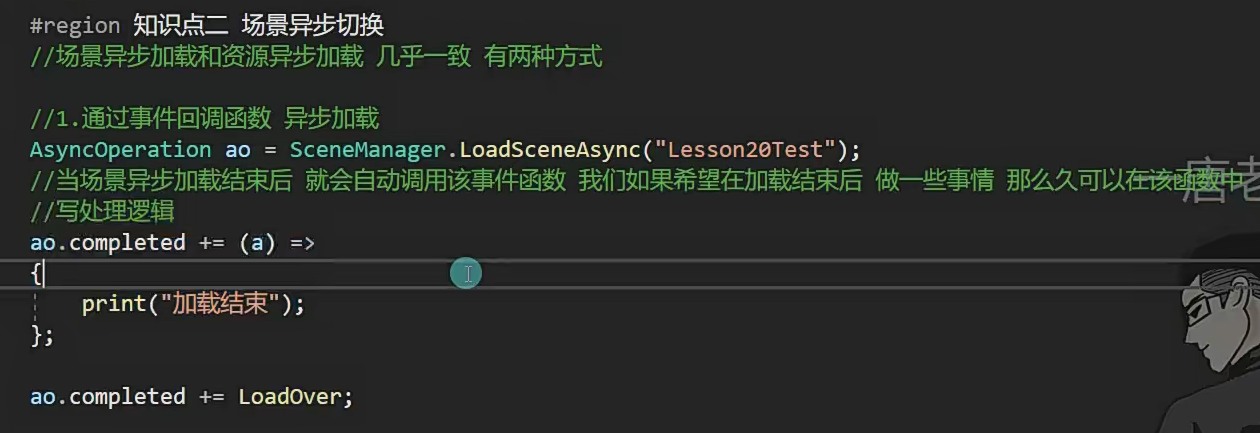 #region 知识点二 场景异步切换
//场景异步加载和资源异步加载 几乎一致 有两种方式
//1.通过事件回调函数 异步加载
AsyncOperation ao = SceneManager.LoadSceneAsync("Lesson20Test");
//当场景异步加载结束后 就会自动调用该事件函数 我们如果希望在加载结束后 做一些事情 那么久可以在该函数中
//写处理逻辑
ao.completed += (a) =>
{
print("加载结束");
};
ao.completed += LoadOver;
唐老